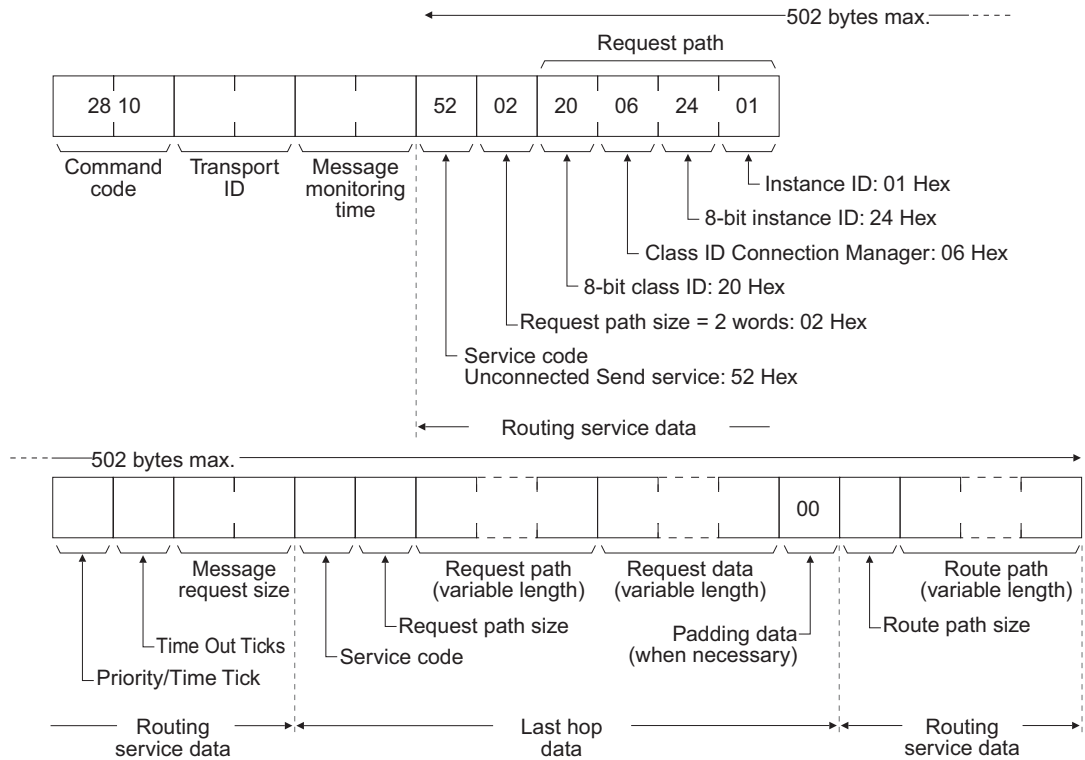 502 bytes max.
Request path
28 10 52 02 20 06 24 01
Command code
Transport ID
Message monitoring time
Instance ID: 01 Hex
8-bit instance ID: 24 Hex
Class ID Connection Manager: 06 Hex
8-bit class ID: 20 Hex
Request path size = 2 words: 02 Hex
Service code
Unconnected Send service: 52 Hex
Routing service data
502 bytes max.
00
Message request size
Request path (variable length)
Request data (variable length)
Route path (variable length)
Request path size
Padding data (when necessary)
Route path size
Time Out Ticks
Service code
Priority/Time Tick
Routing service data
Last hop data
Routing service data